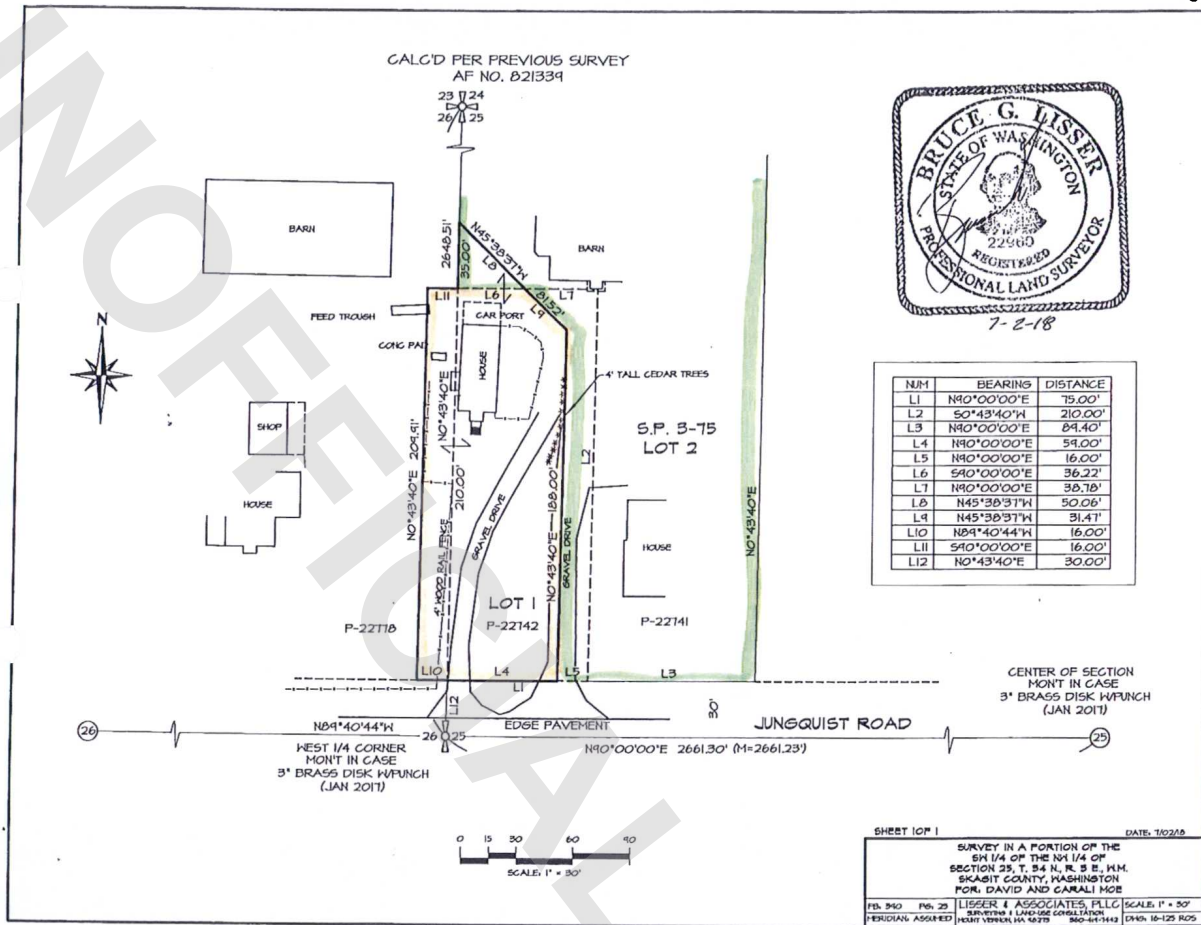 CALC'D PER PREVIOUS SURVEY
AF NO. 821339
23 24
26 25
BARN
2648.51'
35.00'
N45°38'37"W
L8
81.52'
BARN
L11
L6
L7
L9
FEED TROUGH
CAR PORT
CONC PAD
HOUSE
N
4' TALL CEDAR TREES
S.P. 3-75
LOT 2
SHOP
HOUSE
N0°43'40"E 209.91'
N0°43'40"E
210.00'
4' WOOD RAIL FENCE
GRAVEL DRIVE
N0°43'40"E 188.00'
GRAVEL DRIVE
L2
HOUSE
N0°43'40"E
LOT 1
P-22778
P-22742
P-22741
L10
L4
L5
L3
L1
L12
30'
EDGE PAVEMENT
JUNGQUIST ROAD
26
N89°40'44"W
26 25
N90°00'00"E 2661.30' (M=2661.23')
25
WEST 1/4 CORNER
MON'T IN CASE
3" BRASS DISK W/PUNCH
(JAN 2017)
CENTER OF SECTION
MON'T IN CASE
3" BRASS DISK W/PUNCH
(JAN 2017)
0 15 30 60 90
SCALE: 1" = 30'
BRUCE G. LISSER
STATE OF WASHINGTON
22960
REGISTERED
PROFESSIONAL LAND SURVEYOR
7-2-18
NUM BEARING DISTANCE
L1 N90°00'00"E 75.00'
L2 S0°43'40"W 210.00'
L3 N90°00'00"E 89.40'
L4 N90°00'00"E 59.00'
L5 N90°00'00"E 16.00'
L6 S90°00'00"E 36.22'
L7 N90°00'00"E 38.78'
L8 N45°38'37"W 50.06'
L9 N45°38'37"W 31.47'
L10 N89°40'44"W 16.00'
L11 S90°00'00"E 16.00'
L12 N0°43'40"E 30.00'
SHEET 1 OF 1
DATE: 7/02/18
SURVEY IN A PORTION OF THE
SW 1/4 OF THE NW 1/4 OF
SECTION 25, T. 34 N., R. 3 E., W.M.
SKAGIT COUNTY, WASHINGTON
FOR: DAVID AND CARALI MOE
FB. 340 PG. 23
LISSER & ASSOCIATES, PLLC
SCALE: 1" = 30'
MERIDIAN: ASSUMED
SURVEYING & LAND-USE CONSULTATION
MOUNT VERNON, WA 98273
DWG: 16-125 ROS
UNOFFICIAL